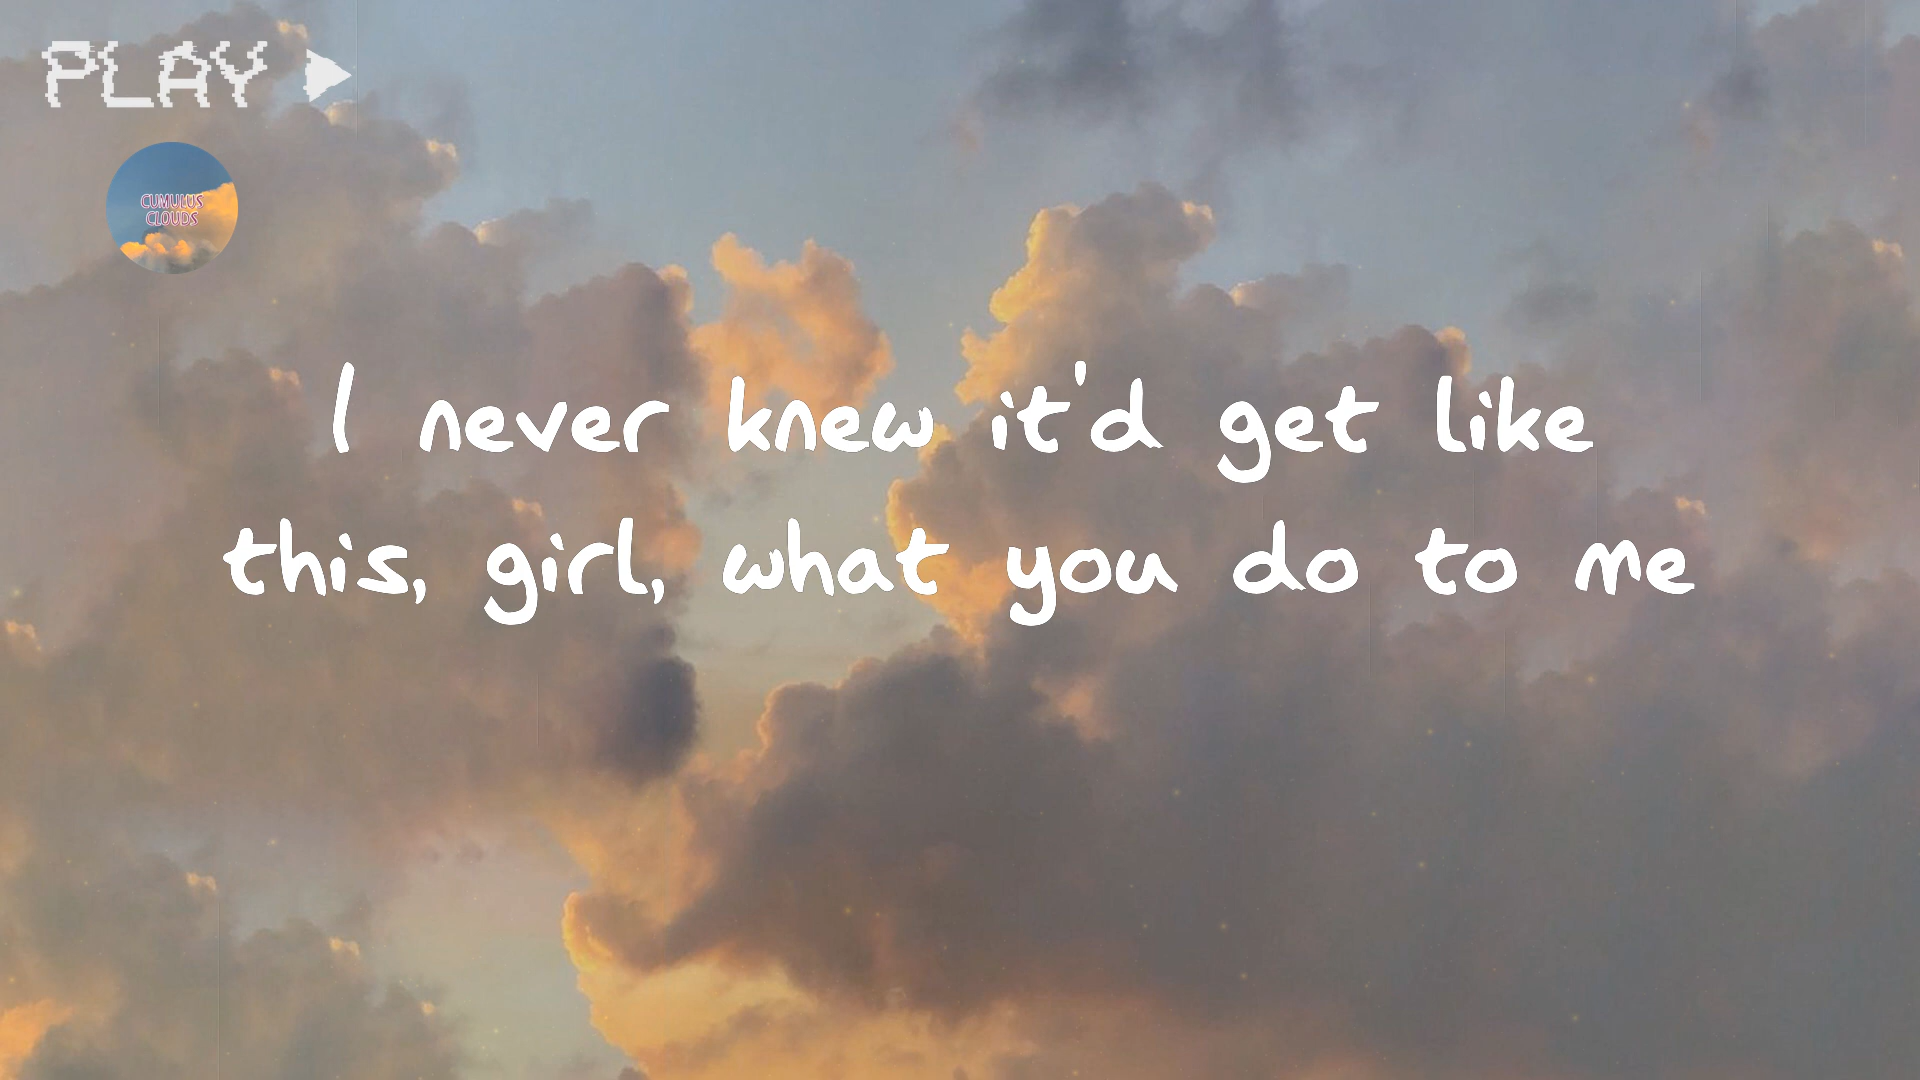 PLAY
CUMULUS
CLOUDS
I never knew it'd get like
this, girl, what you do to me